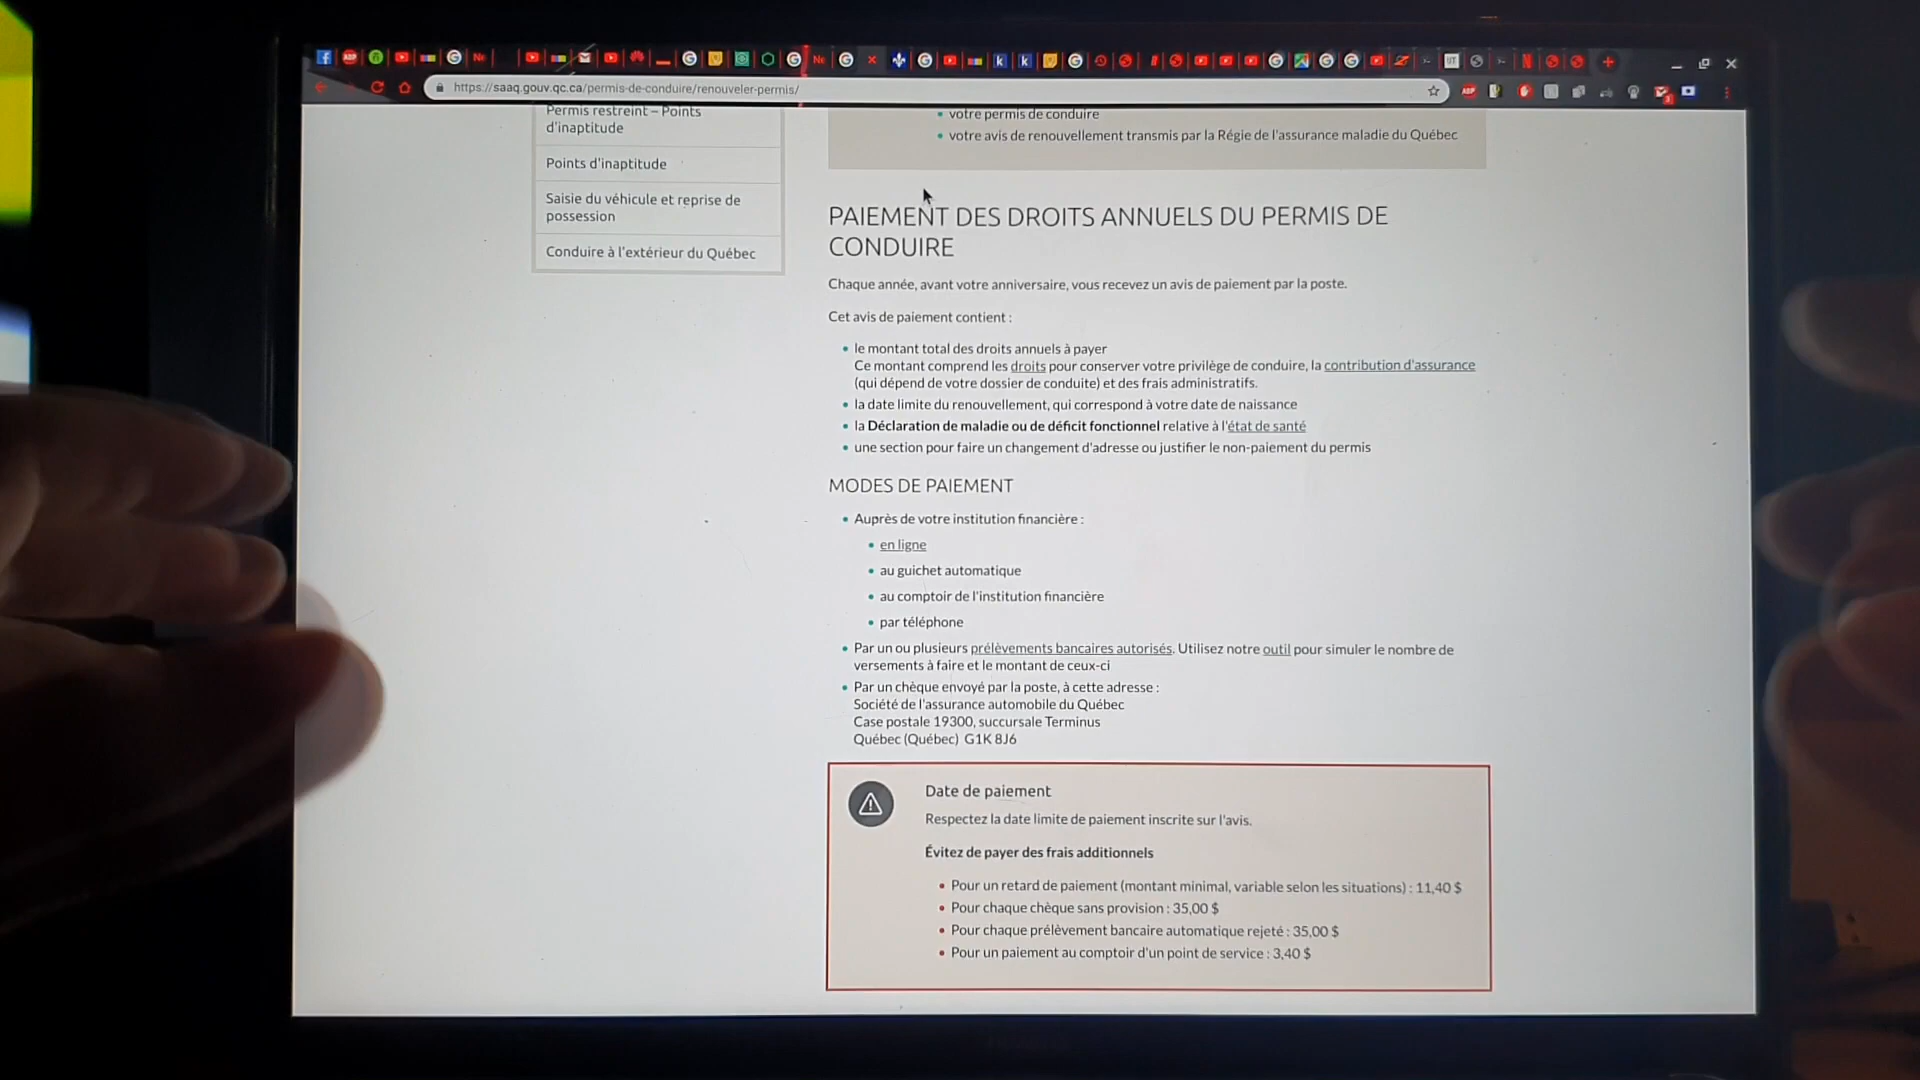 https://saaq.gouv.qc.ca/permis-de-conduire/renouveler-permis/
Permis restreint – Points
d'inaptitude
Points d'inaptitude
Saisie du véhicule et reprise de
possession
Conduire à l'extérieur du Québec
votre permis de conduire
votre avis de renouvellement transmis par la Régie de l'assurance maladie du Québec
PAIEMENT DES DROITS ANNUELS DU PERMIS DE
CONDUIRE
Chaque année, avant votre anniversaire, vous recevez un avis de paiement par la poste.
Cet avis de paiement contient :
le montant total des droits annuels à payer
Ce montant comprend les droits pour conserver votre privilège de conduire, la contribution d'assurance
(qui dépend de votre dossier de conduite) et des frais administratifs.
la date limite du renouvellement, qui correspond à votre date de naissance
la Déclaration de maladie ou de déficit fonctionnel relative à l'état de santé
une section pour faire un changement d'adresse ou justifier le non-paiement du permis
MODES DE PAIEMENT
Auprès de votre institution financière :
en ligne
au guichet automatique
au comptoir de l'institution financière
par téléphone
Par un ou plusieurs prélèvements bancaires autorisés. Utilisez notre outil pour simuler le nombre de
versements à faire et le montant de ceux-ci
Par un chèque envoyé par la poste, à cette adresse :
Société de l'assurance automobile du Québec
Case postale 19300, succursale Terminus
Québec (Québec) G1K 8J6
Date de paiement
Respectez la date limite de paiement inscrite sur l'avis.
Évitez de payer des frais additionnels
Pour un retard de paiement (montant minimal, variable selon les situations) : 11,40 $
Pour chaque chèque sans provision : 35,00 $
Pour chaque prélèvement bancaire automatique rejeté : 35,00 $
Pour un paiement au comptoir d'un point de service : 3,40 $